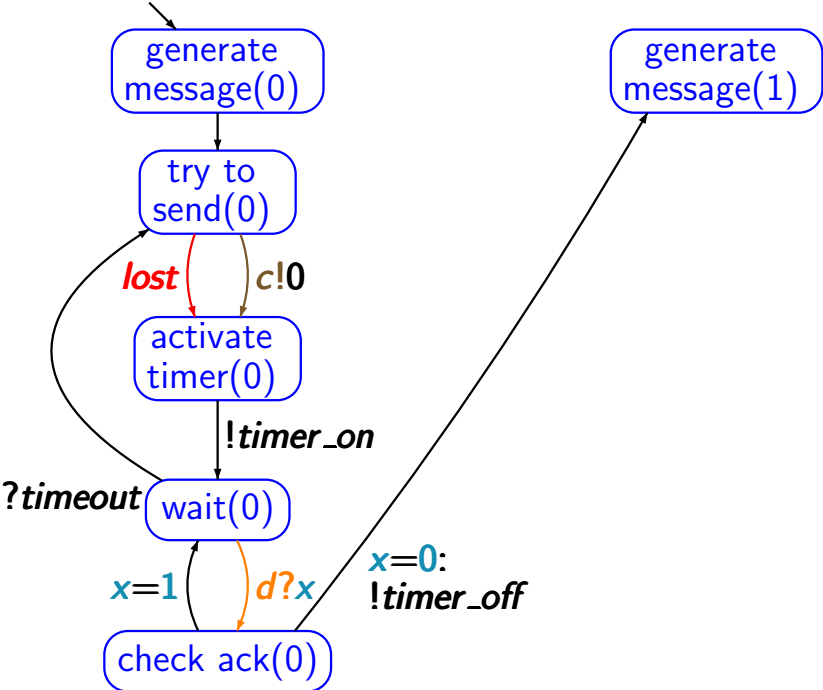 generate
message(0)
generate
message(1)
try to
send(0)
lost
c!0
activate
timer(0)
!timer_on
?timeout
wait(0)
x=1
d?x
x=0:
!timer_off
check ack(0)